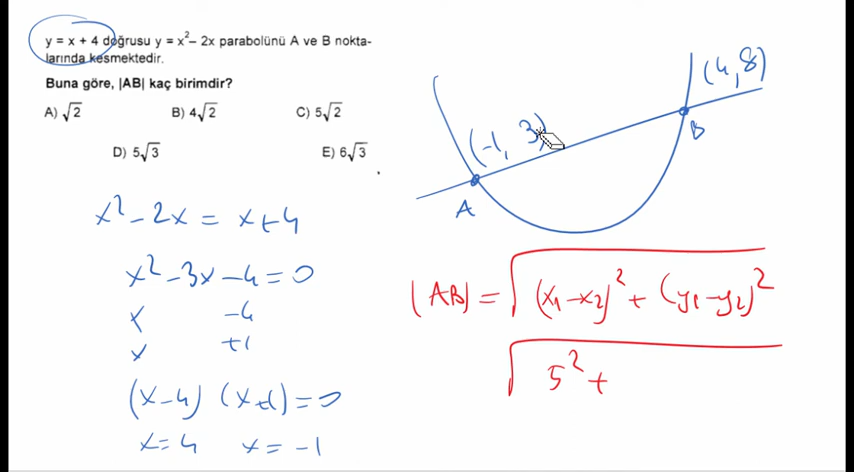 y = x + 4 doğrusu y = x² – 2x parabolünü A ve B nokta-
larında kesmektedir.
Buna göre, |AB| kaç birimdir?
A) √2 B) 4√2 C) 5√2
D) 5√3 E) 6√3
x² – 2x = x + 4
x² – 3x – 4 = 0
x –4
x +1
(x–4) (x+1) = 0
x = 4 x = –1
(4, 8)
(–1, 3)
A
B
|AB| = √(x₁–x₂)² + (y₁–y₂)²
√5² +